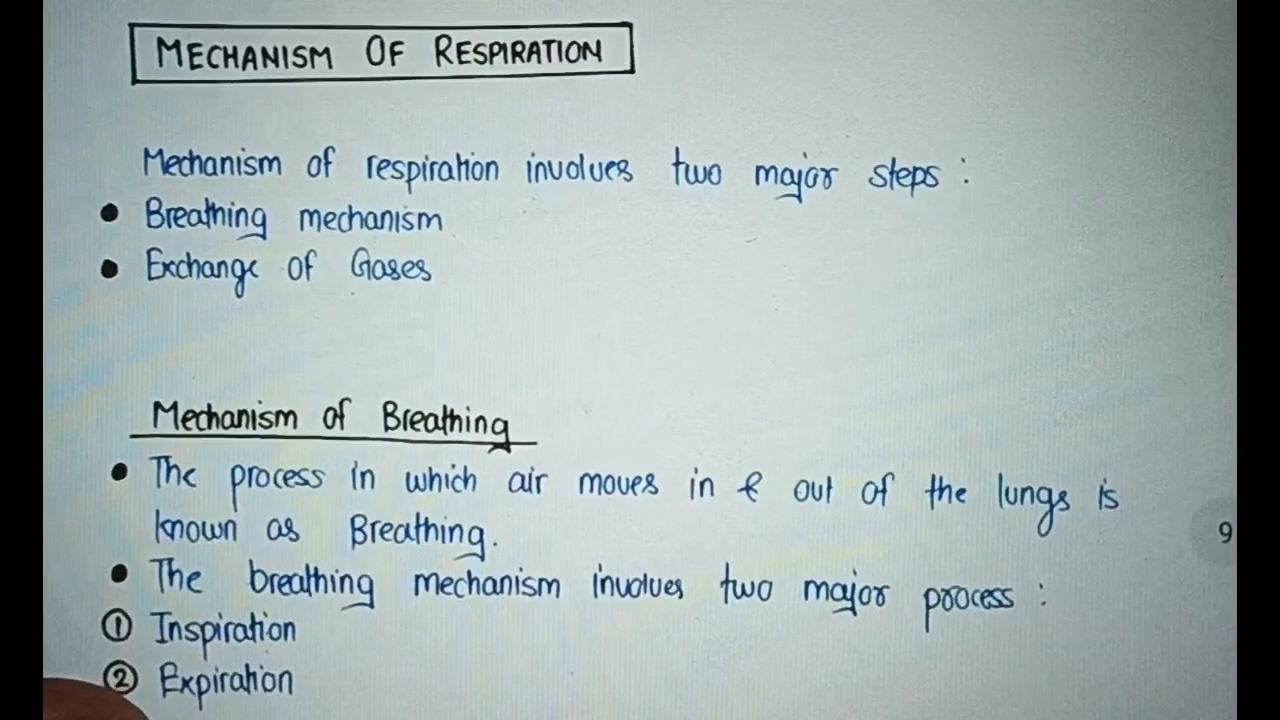 MECHANISM OF RESPIRATION
Mechanism of respiration involves two major steps :
• Breathing mechanism
• Exchange of Gases
Mechanism of Breathing
• The process in which air moves in & out of the lungs is
known as Breathing.
• The breathing mechanism involves two major process :
① Inspiration
② Expiration
9